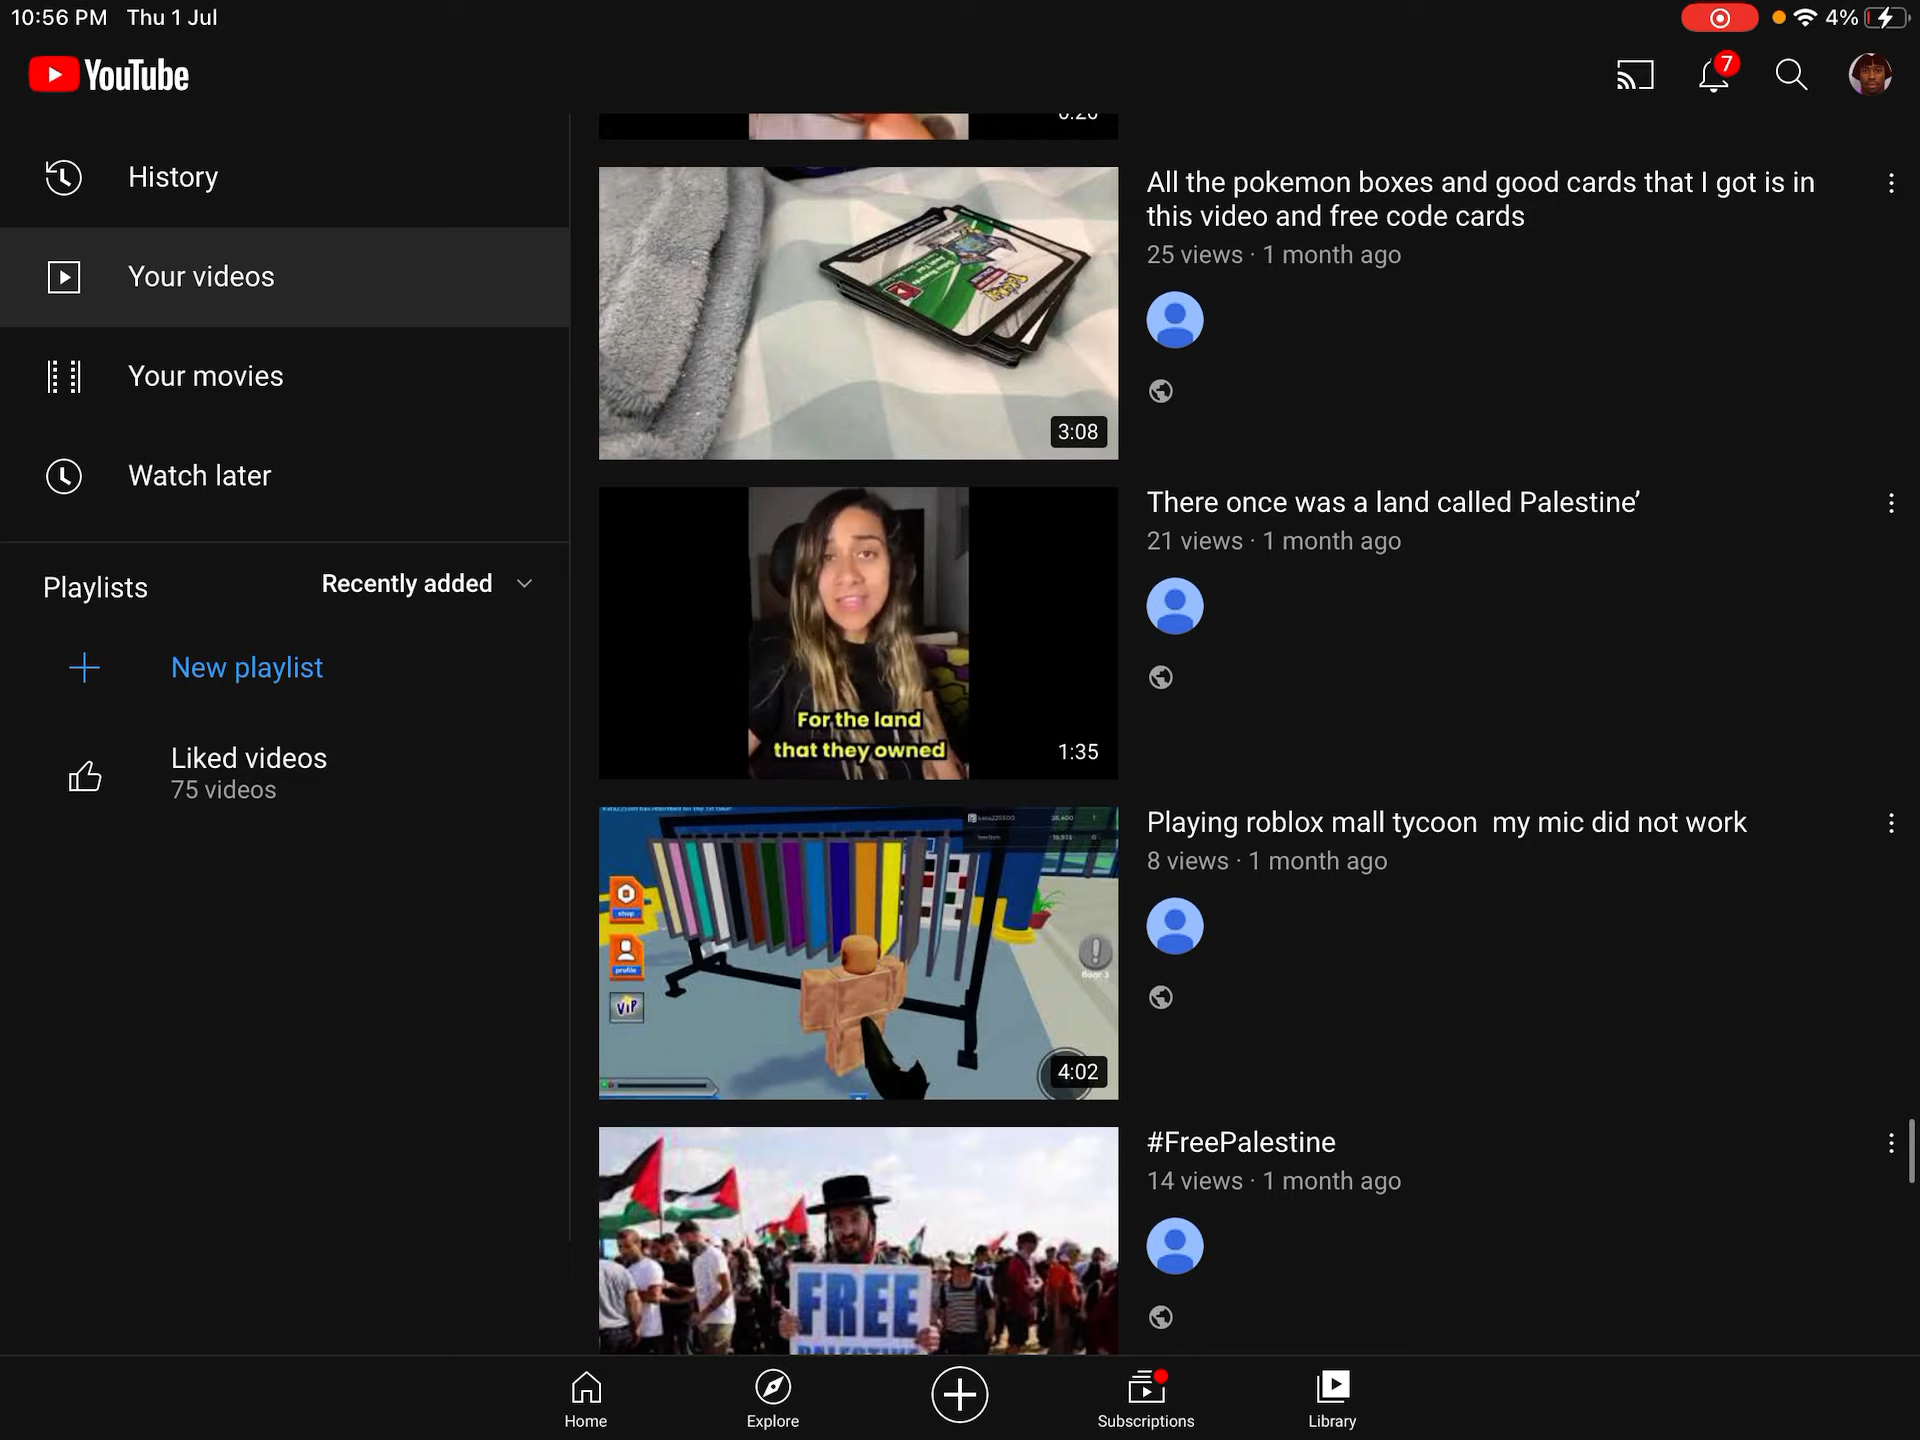 10:56 PM Thu 1 Jul
4%
YouTube
7
History
Your videos
Your movies
Watch later
Playlists
Recently added
New playlist
Liked videos
75 videos
All the pokemon boxes and good cards that I got is in
this video and free code cards
25 views · 1 month ago
3:08
There once was a land called Palestine’
21 views · 1 month ago
For the land
that they owned
1:35
Playing roblox mall tycoon my mic did not work
8 views · 1 month ago
shop
profile
VIP
floor 3
4:02
#FreePalestine
14 views · 1 month ago
FREE
Home
Explore
Subscriptions
Library